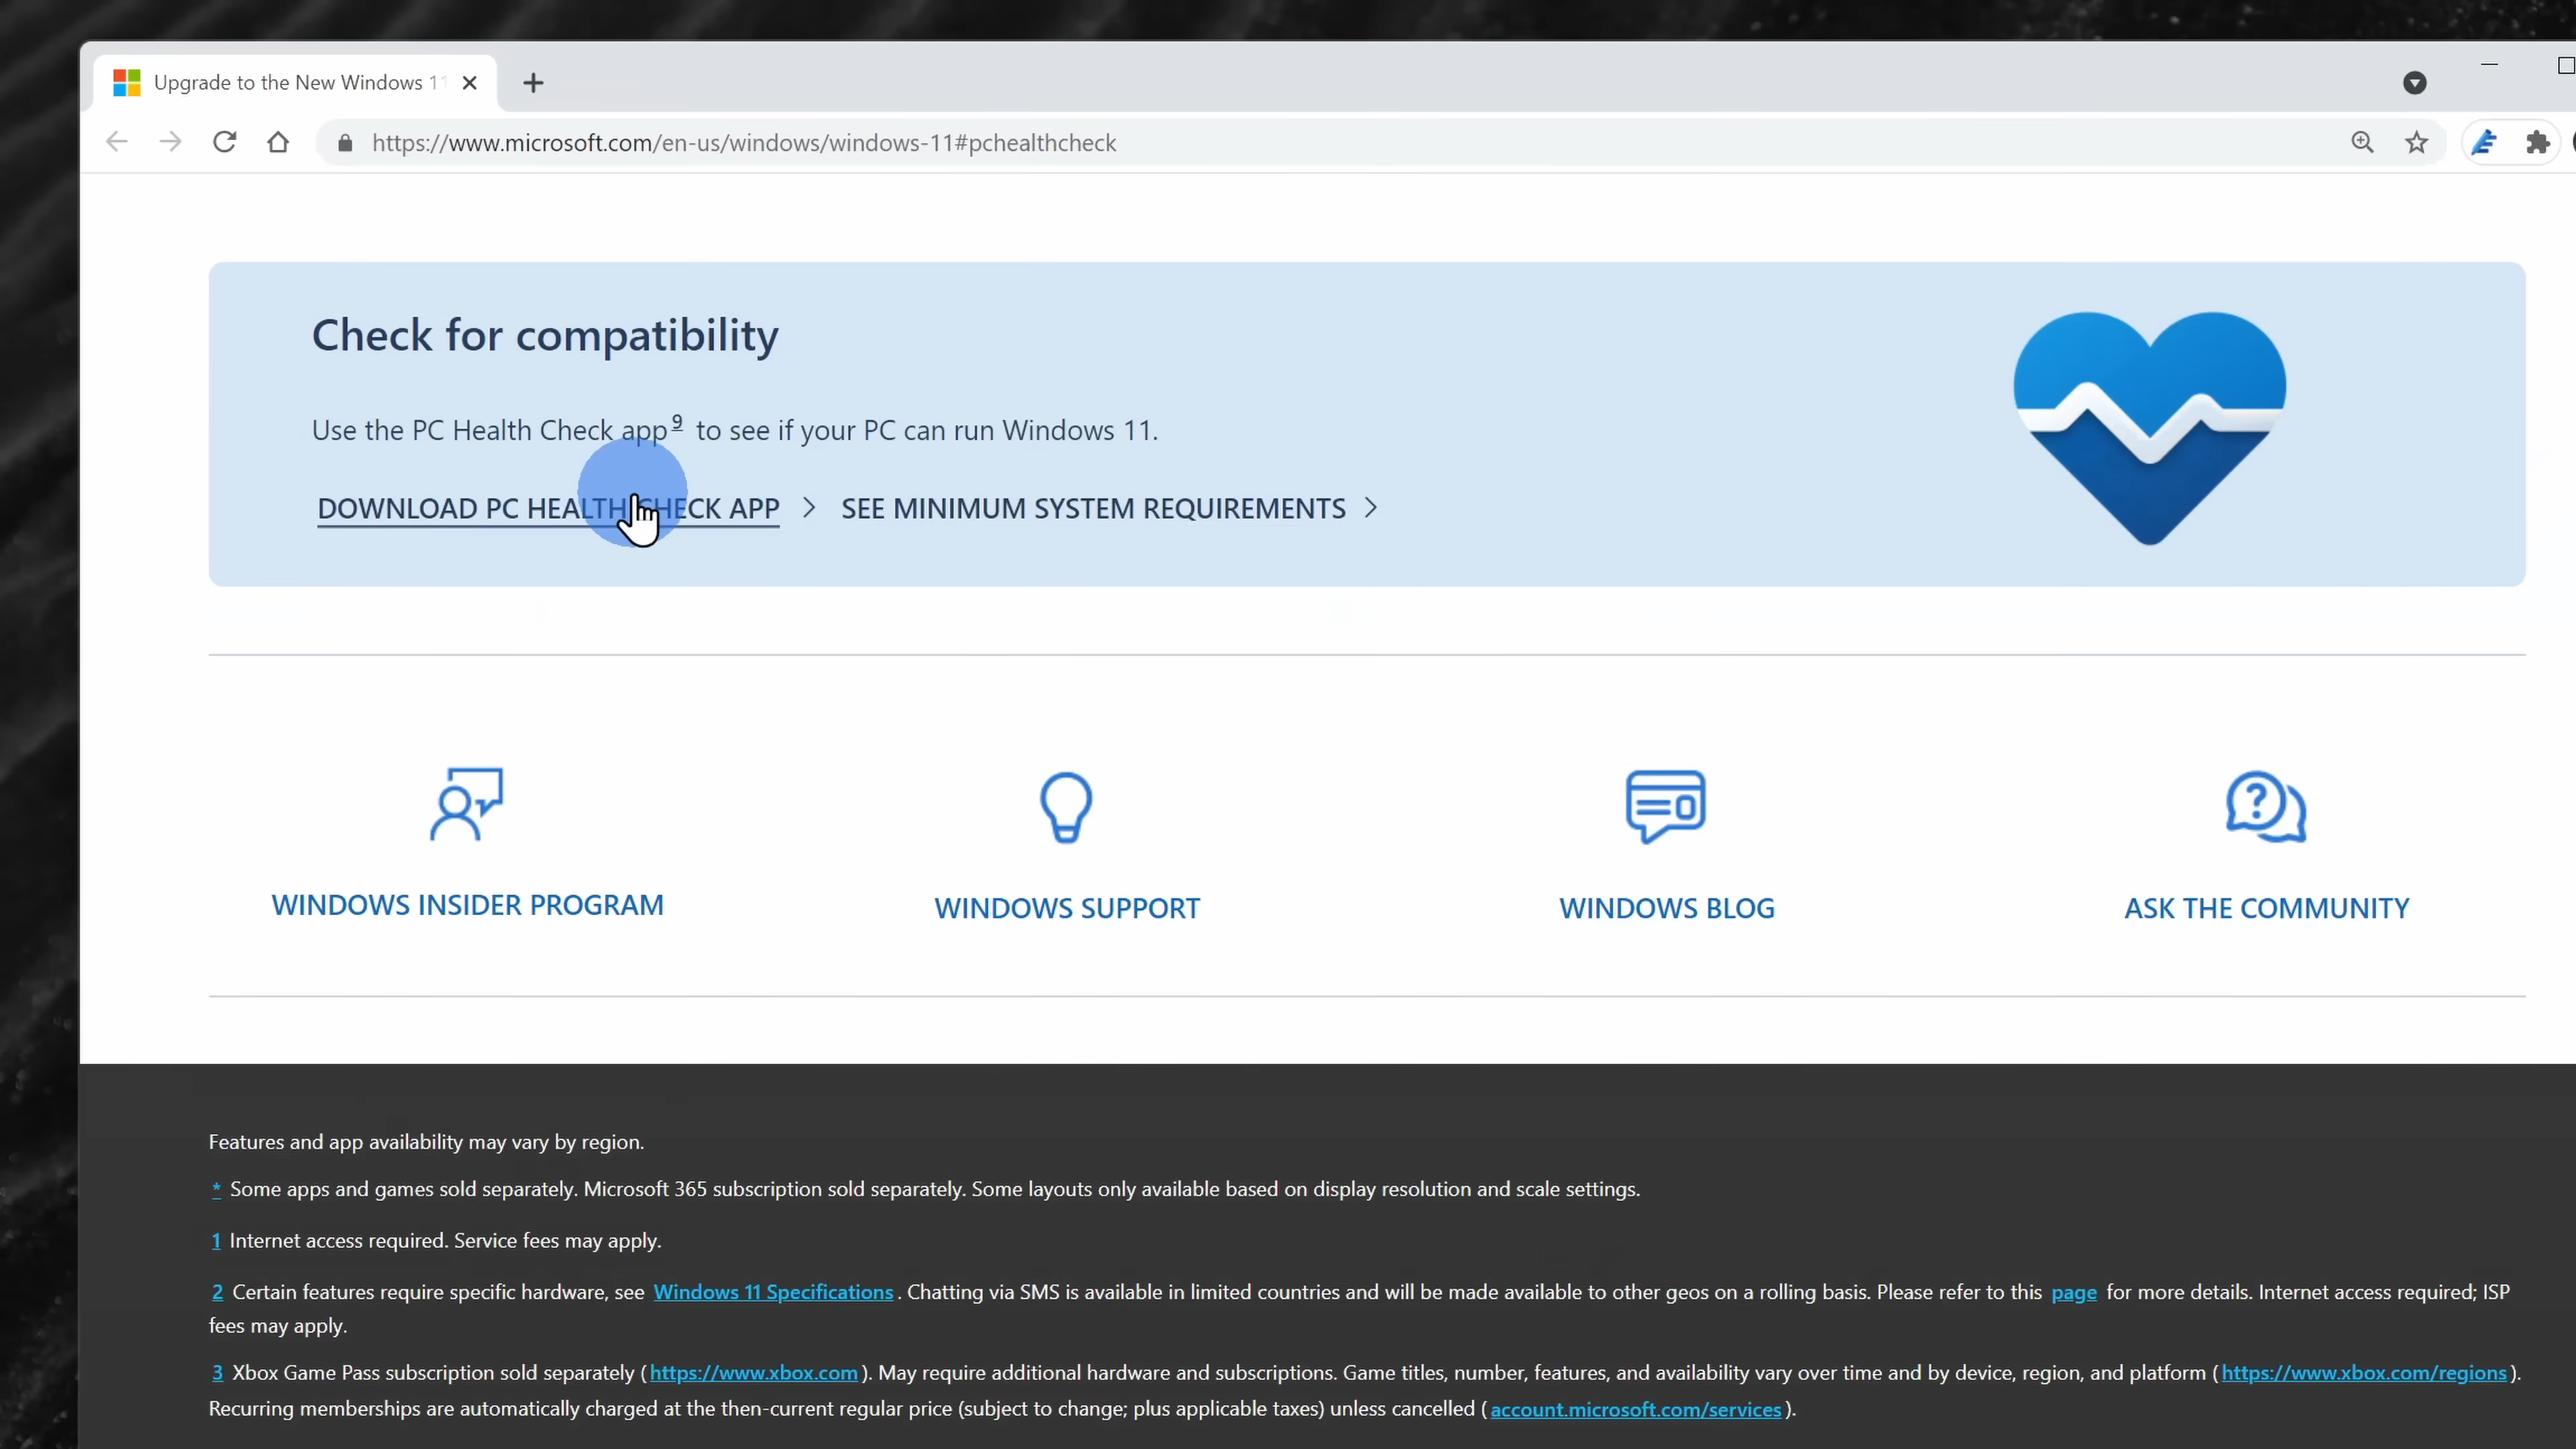 Upgrade to the New Windows 11
https://www.microsoft.com/en-us/windows/windows-11#pchealthcheck
Check for compatibility
Use the PC Health Check app9 to see if your PC can run Windows 11.
DOWNLOAD PC HEALTH CHECK APP > SEE MINIMUM SYSTEM REQUIREMENTS >
WINDOWS INSIDER PROGRAM
WINDOWS SUPPORT
WINDOWS BLOG
ASK THE COMMUNITY
Features and app availability may vary by region.
* Some apps and games sold separately. Microsoft 365 subscription sold separately. Some layouts only available based on display resolution and scale settings.
1 Internet access required. Service fees may apply.
2 Certain features require specific hardware, see Windows 11 Specifications. Chatting via SMS is available in limited countries and will be made available to other geos on a rolling basis. Please refer to this page for more details. Internet access required; ISP
fees may apply.
3 Xbox Game Pass subscription sold separately (https://www.xbox.com). May require additional hardware and subscriptions. Game titles, number, features, and availability vary over time and by device, region, and platform (https://www.xbox.com/regions).
Recurring memberships are automatically charged at the then-current regular price (subject to change; plus applicable taxes) unless cancelled (account.microsoft.com/services).